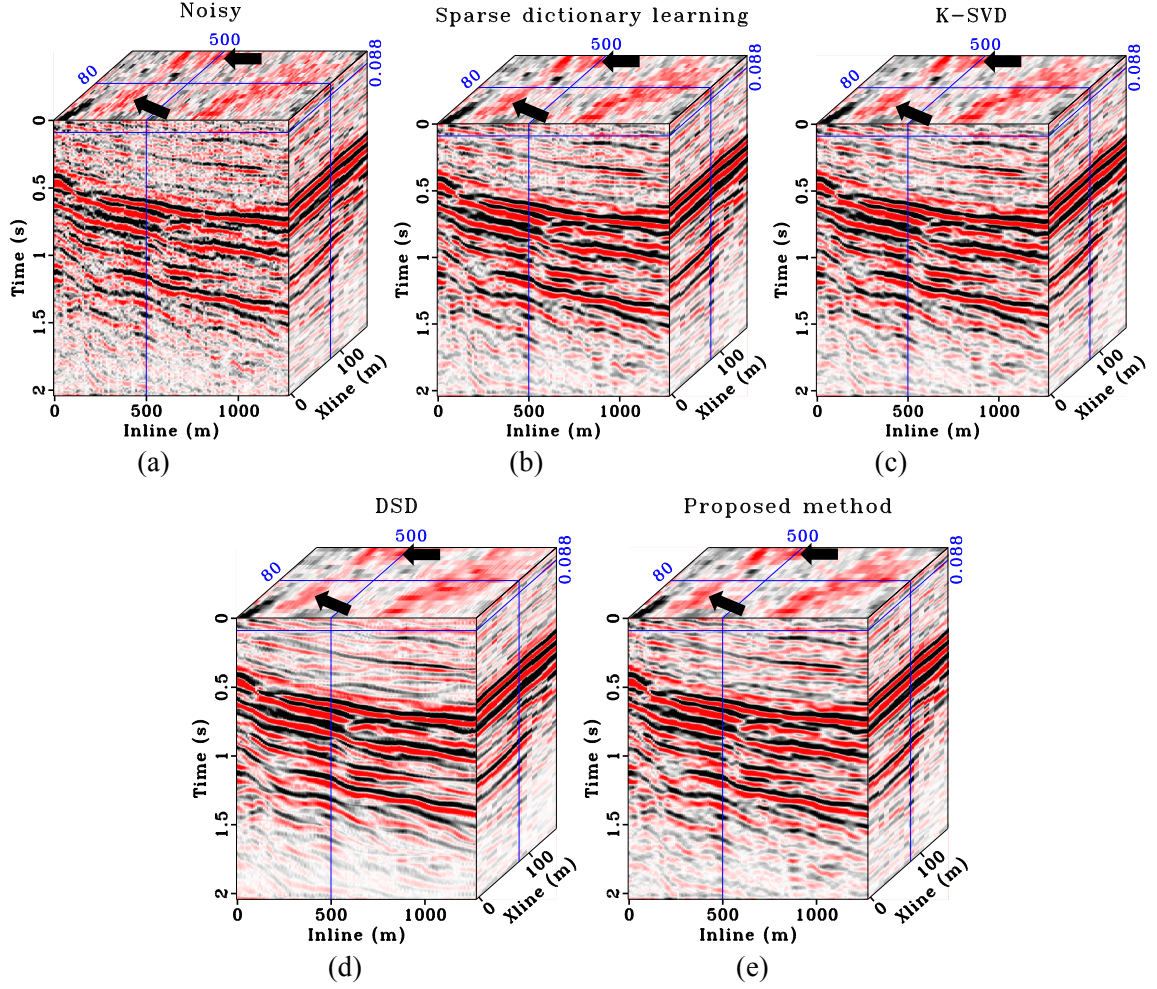 Noisy
500
80
0.088
0
0.5
1
1.5
2
Time (s)
0
500
1000
Inline (m)
0
100
Xline (m)
(a)
Sparse dictionary learning
500
80
0.088
0
0.5
1
1.5
2
Time (s)
0
500
1000
Inline (m)
0
100
Xline (m)
(b)
K-SVD
500
80
0.088
0
0.5
1
1.5
2
Time (s)
0
500
1000
Inline (m)
0
100
Xline (m)
(c)
DSD
500
80
0.088
0
0.5
1
1.5
2
Time (s)
0
500
1000
Inline (m)
0
100
Xline (m)
(d)
Proposed method
500
80
0.088
0
0.5
1
1.5
2
Time (s)
0
500
1000
Inline (m)
0
100
Xline (m)
(e)